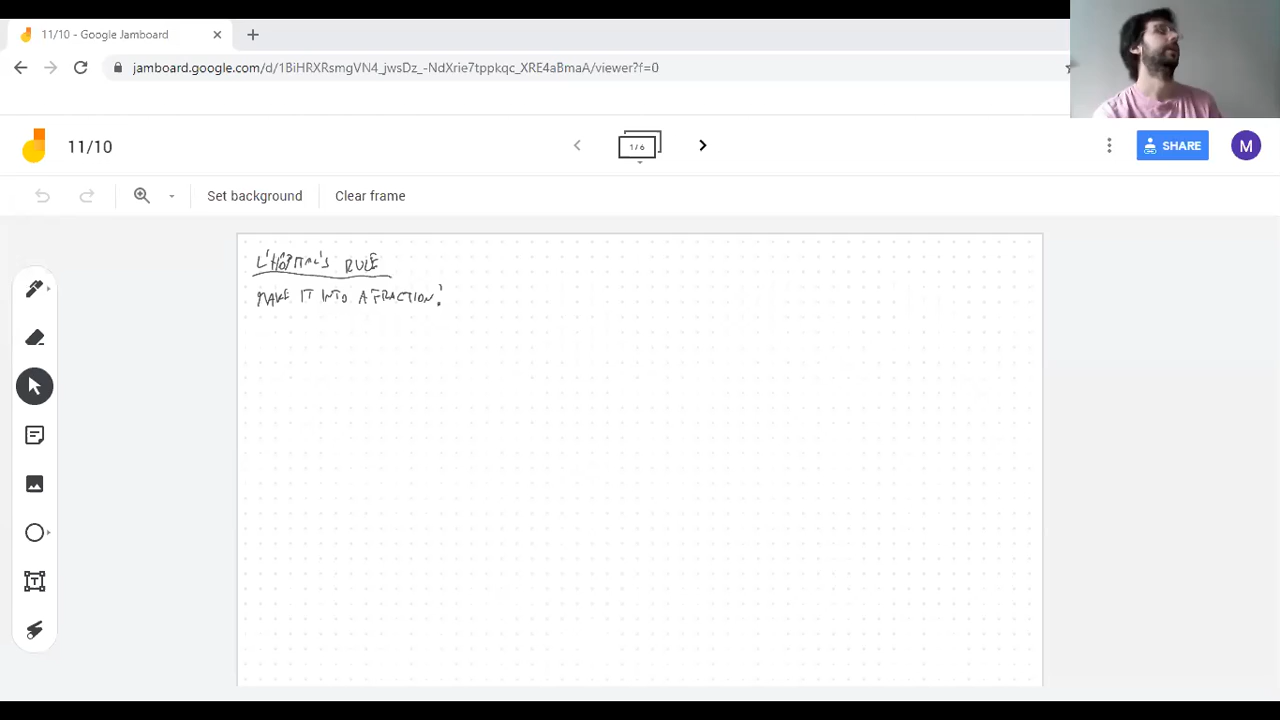 11/10 - Google Jamboard
jamboard.google.com/d/1BiHRXRsmgVN4_jwsDz_-NdXrie7tppkqc_XRE4aBmaA/viewer?f=0
11/10
1/6
SHARE
M
Set background
Clear frame
L'HÔPITAL'S RULE
MAKE IT INTO A FRACTION?
T